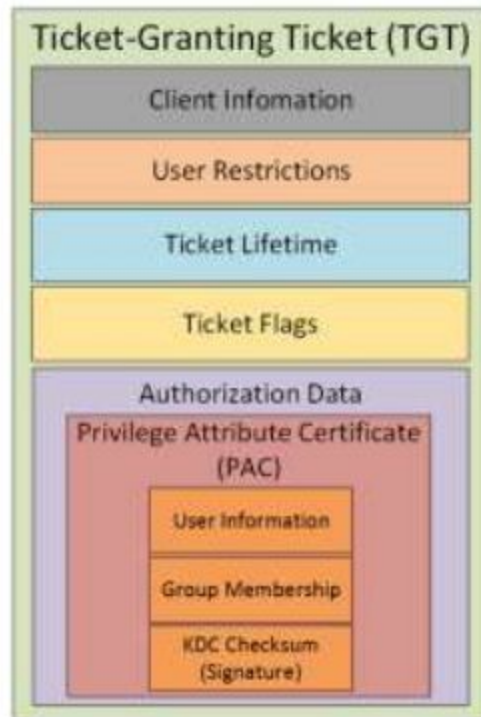 Ticket-Granting Ticket (TGT)
Client Infomation
User Restrictions
Ticket Lifetime
Ticket Flags
Authorization Data
Privilege Attribute Certificate
(PAC)
User Information
Group Membership
KDC Checksum
(Signature)